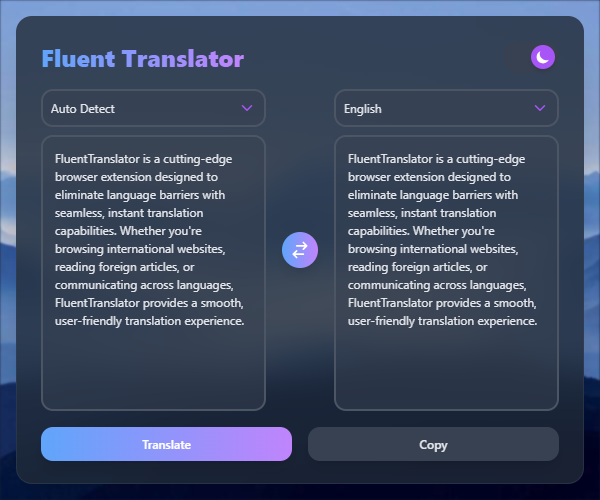 Fluent Translator
Auto Detect
English
FluentTranslator is a cutting-edge
browser extension designed to
eliminate language barriers with
seamless, instant translation
capabilities. Whether you're
browsing international websites,
reading foreign articles, or
communicating across languages,
FluentTranslator provides a smooth,
user-friendly translation experience.
FluentTranslator is a cutting-edge
browser extension designed to
eliminate language barriers with
seamless, instant translation
capabilities. Whether you're
browsing international websites,
reading foreign articles, or
communicating across languages,
FluentTranslator provides a smooth,
user-friendly translation experience.
Translate
Copy